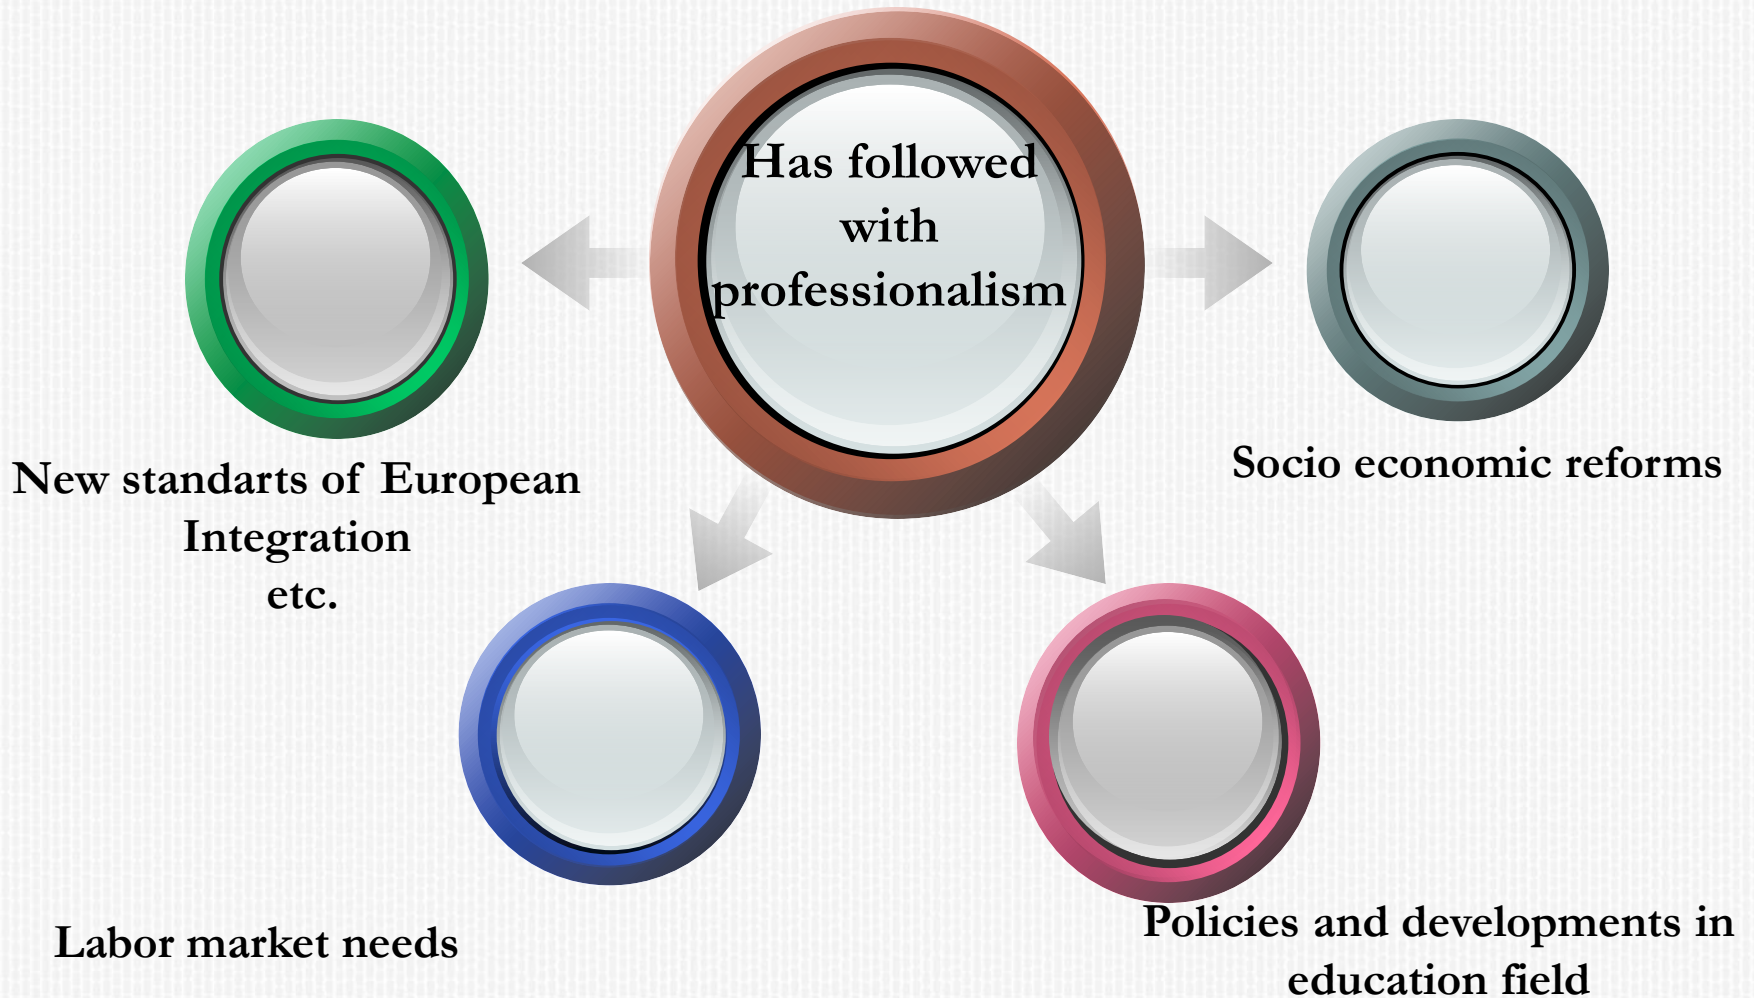 Has followed
with
professionalism
New standarts of European
Integration
etc.
Socio economic reforms
Labor market needs
Policies and developments in
education field